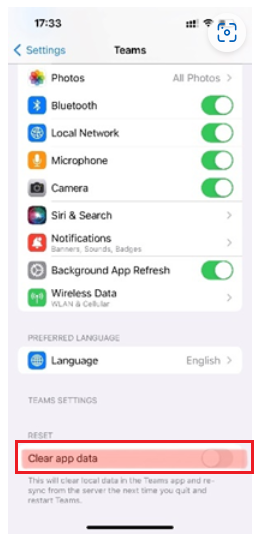 17:33
Settings
Teams
Photos All Photos
Bluetooth
Local Network
Microphone
Camera
Siri & Search
Notifications
Banners, Sounds, Badges
Background App Refresh
Wireless Data
WLAN & Cellular
PREFERRED LANGUAGE
Language English
TEAMS SETTINGS
RESET
Clear app data
This will clear local data in the Teams app and re-
sync from the server the next time you quit and
restart Teams.